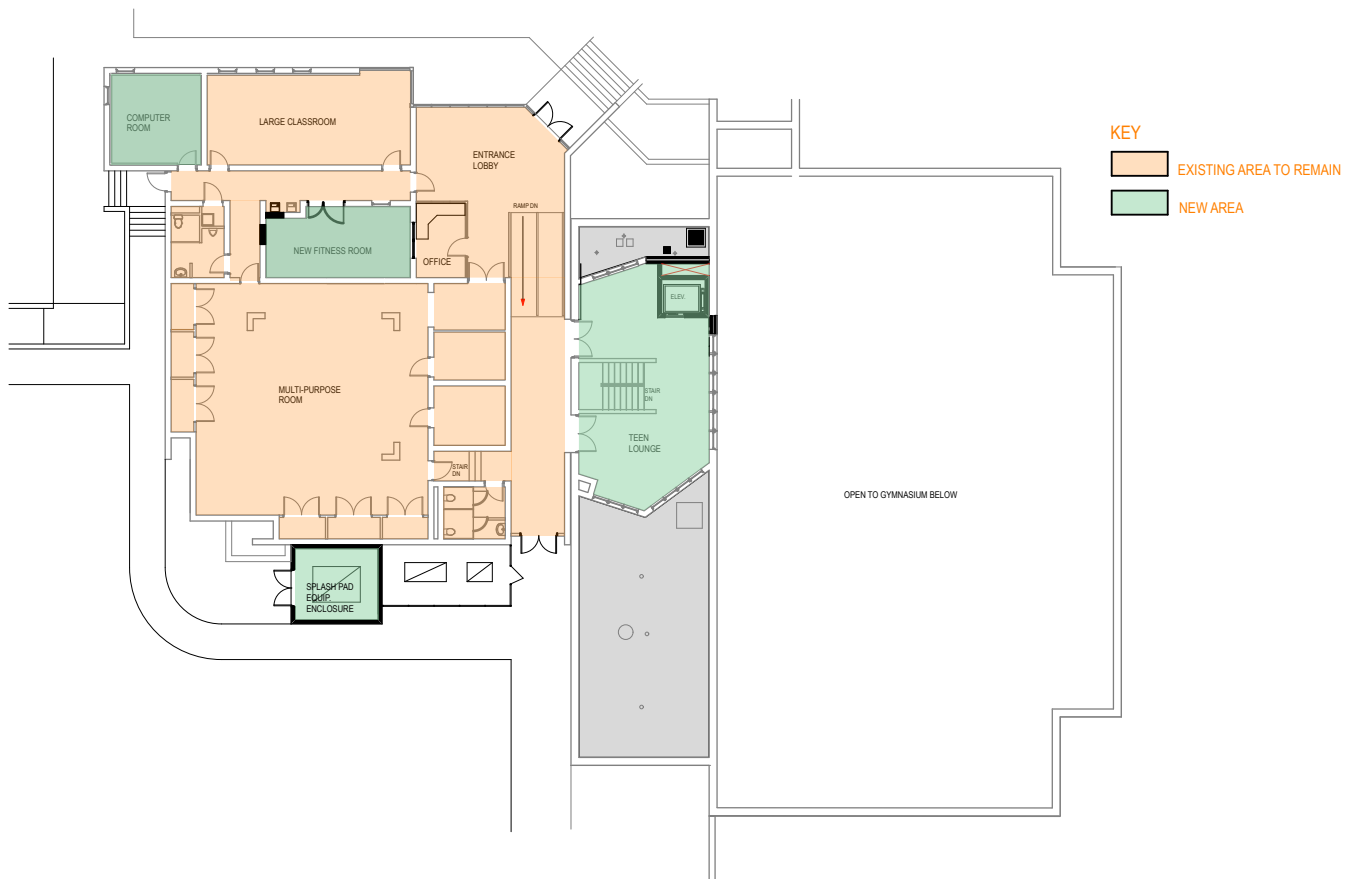 COMPUTER
ROOM
LARGE CLASSROOM
ENTRANCE
LOBBY
KEY
EXISTING AREA TO REMAIN
NEW AREA
RAMP DN
NEW FITNESS ROOM
OFFICE
ELEV.
MULTI-PURPOSE
ROOM
STAIR
DN
TEEN
LOUNGE
STAIR
DN
OPEN TO GYMNASIUM BELOW
SPLASH PAD
EQUIP.
ENCLOSURE